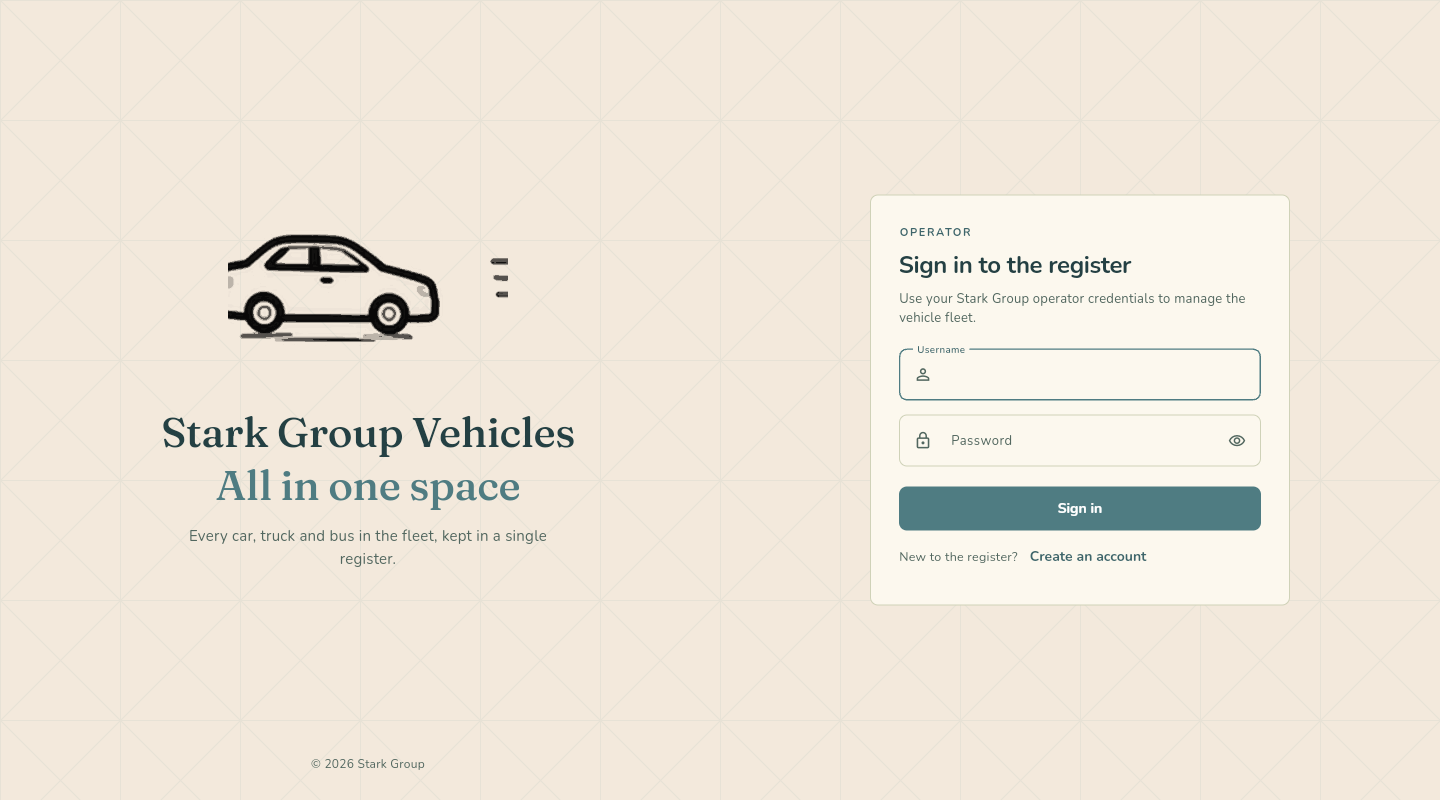 Stark Group Vehicles
All in one space
Every car, truck and bus in the fleet, kept in a single
register.
© 2026 Stark Group
OPERATOR
Sign in to the register
Use your Stark Group operator credentials to manage the
vehicle fleet.
Username
Password
Sign in
New to the register? Create an account